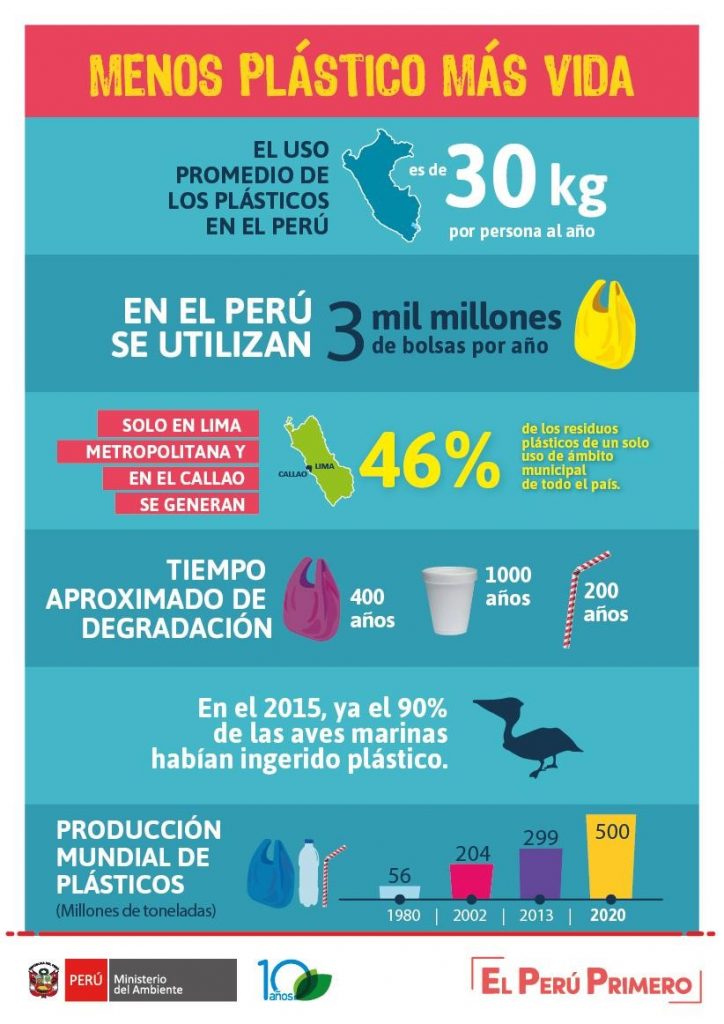 MENOS PLÁSTICO MÁS VIDA
EL USO
PROMEDIO DE
LOS PLÁSTICOS
EN EL PERÚ
es de 30 kg
por persona al año
EN EL PERÚ
SE UTILIZAN
3 mil millones
de bolsas por año
SOLO EN LIMA
METROPOLITANA Y
EN EL CALLAO
SE GENERAN
LIMA
CALLAO
46%
de los residuos
plásticos de un solo
uso de ámbito
municipal
de todo el país.
TIEMPO
APROXIMADO DE
DEGRADACIÓN
400
años
1000
años
200
años
En el 2015, ya el 90%
de las aves marinas
habían ingerido plástico.
PRODUCCIÓN
MUNDIAL DE
PLÁSTICOS
(Millones de toneladas)
56
204
299
500
1980 | 2002 | 2013 | 2020
PERÚ
Ministerio
del Ambiente
10
años
EL PERÚ PRIMERO